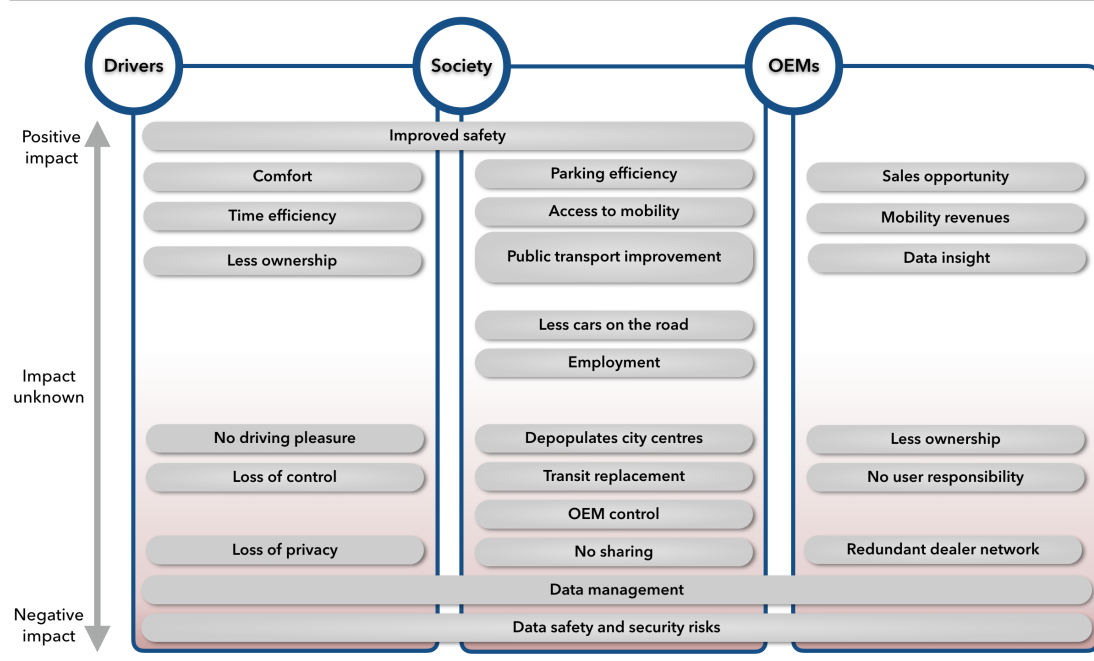 Drivers
Society
OEMs
Positive
impact
Improved safety
Comfort
Parking efficiency
Sales opportunity
Time efficiency
Access to mobility
Mobility revenues
Less ownership
Public transport improvement
Data insight
Less cars on the road
Employment
Impact
unknown
No driving pleasure
Depopulates city centres
Less ownership
Loss of control
Transit replacement
No user responsibility
OEM control
Loss of privacy
No sharing
Redundant dealer network
Data management
Negative
impact
Data safety and security risks